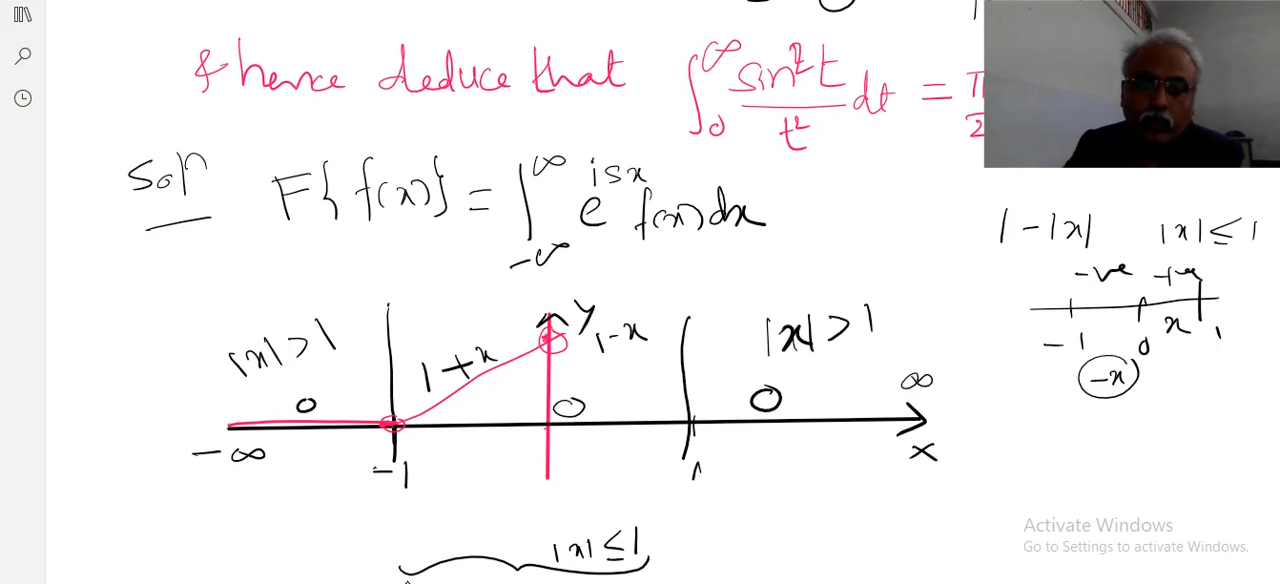 & hence deduce that ∫₀^∞ sin²t/t² dt = π/2
Soln F{f(x)} = ∫_{-∞}^{∞} e^{isx} f(x) dx
1-|x| |x| ≤ 1
-ve +ve
-1 0 x 1
-x
|x| > 1 1+x y 1-x |x| > 1
0 0 0 ∞
-∞ -1 1 x
|x| ≤ 1
Activate Windows
Go to Settings to activate Windows.